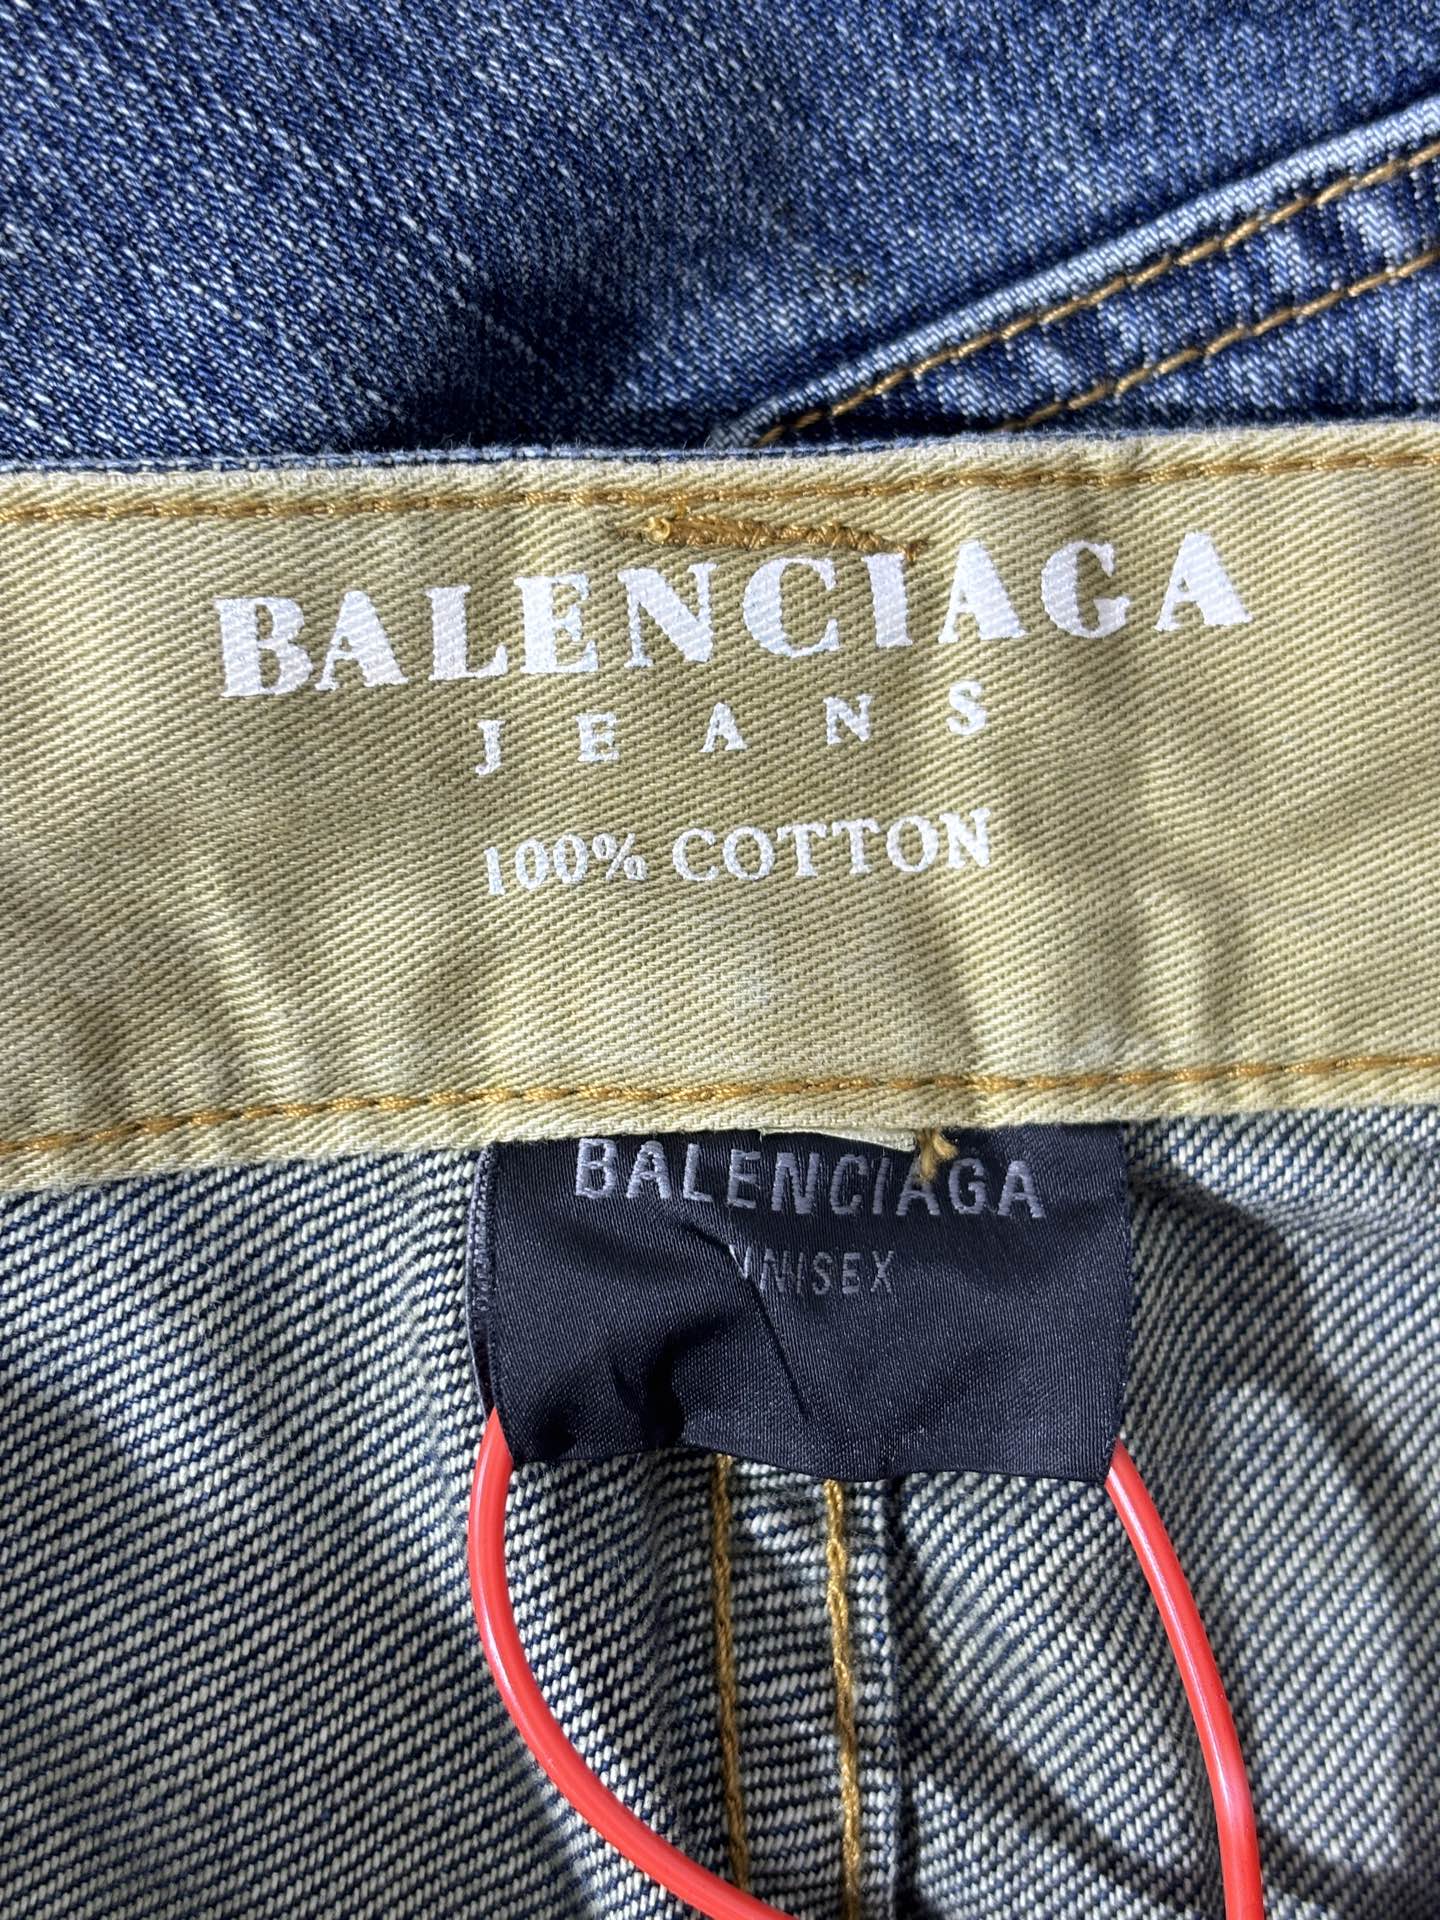 BALENCIAGA
JEANS
100% COTTON
BALENCIAGA
UNISEX